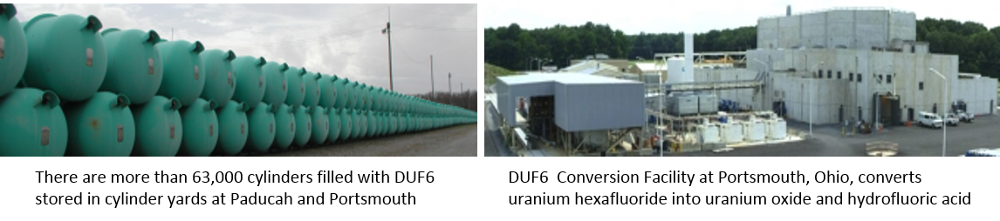 There are more than 63,000 cylinders filled with DUF6
stored in cylinder yards at Paducah and Portsmouth
DUF6 Conversion Facility at Portsmouth, Ohio, converts
uranium hexafluoride into uranium oxide and hydrofluoric acid